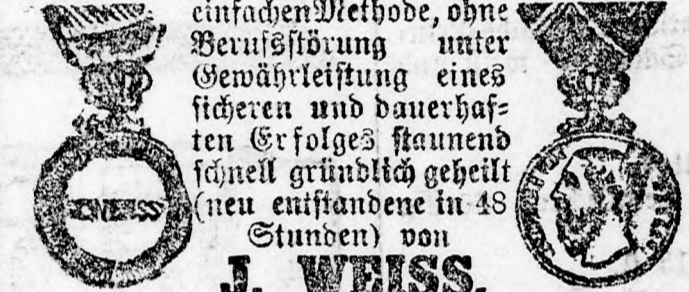 einfachen Methode, ohne
Berufsstörung unter
Gewährleistung eines
sicheren und dauerhaf-
ten Erfolges staunend
schnell gründlich geheilt
(neu entstandene in 48
Stunden) von
J. WEISS.